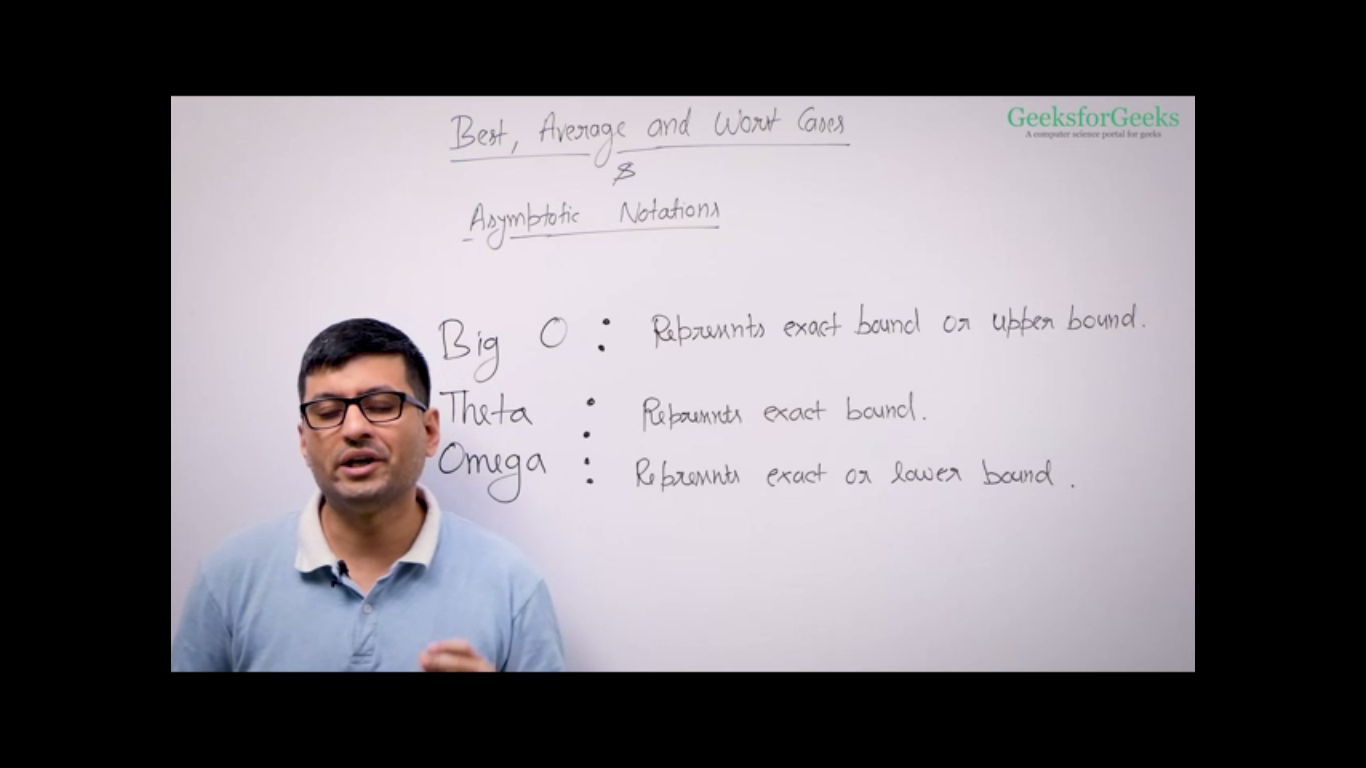 Best, Average and Worst Cases
&
Asymptotic Notations
GeeksforGeeks
A computer science portal for geeks
Big O : Represents exact bound or upper bound.
Theta : Represents exact bound.
Omega : Represents exact or lower bound.